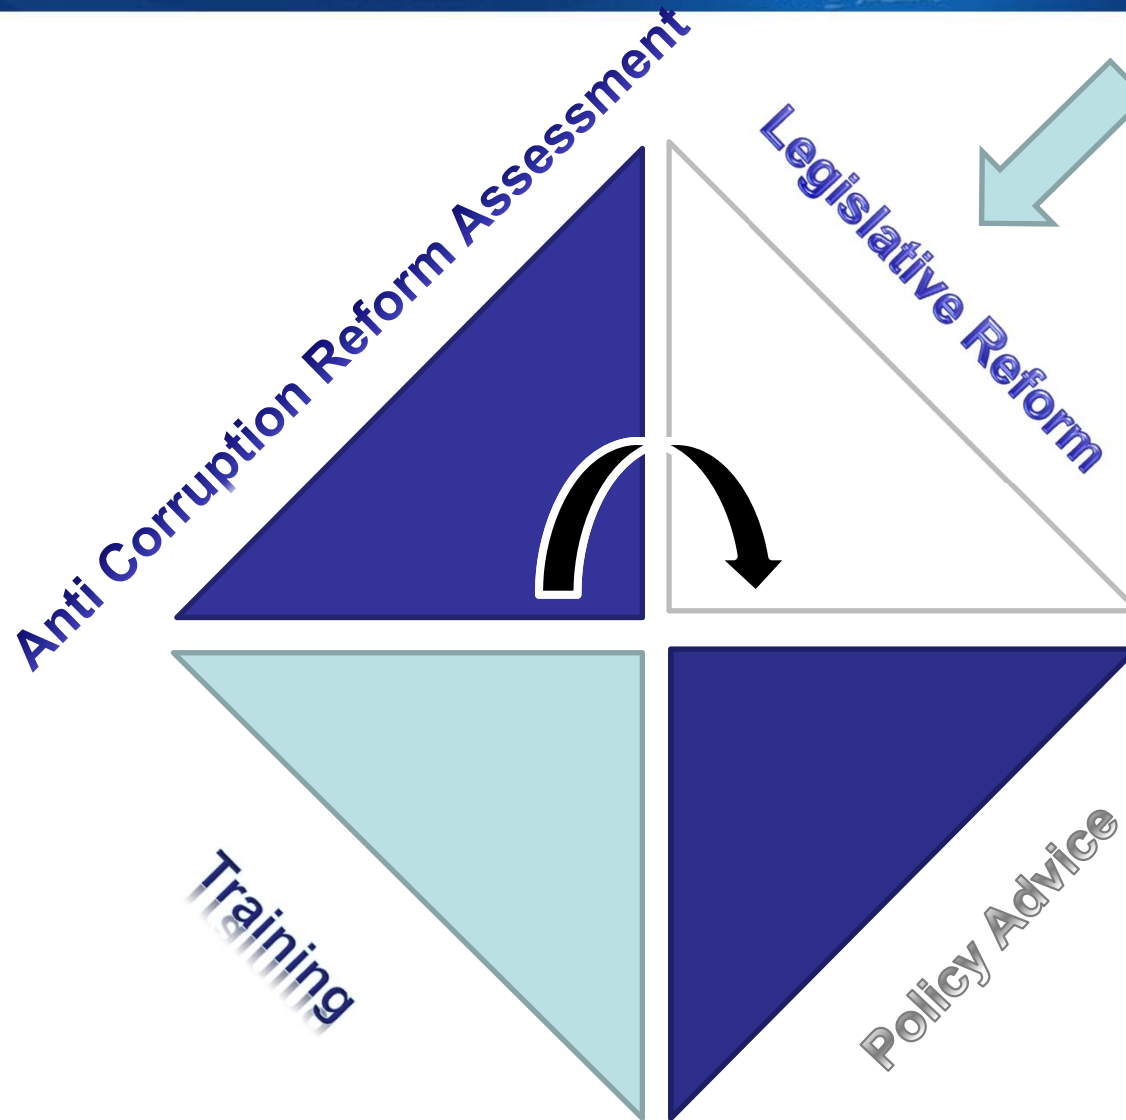 Anti Corruption Reform Assessment
Legislative Reform
Training
Policy Advice